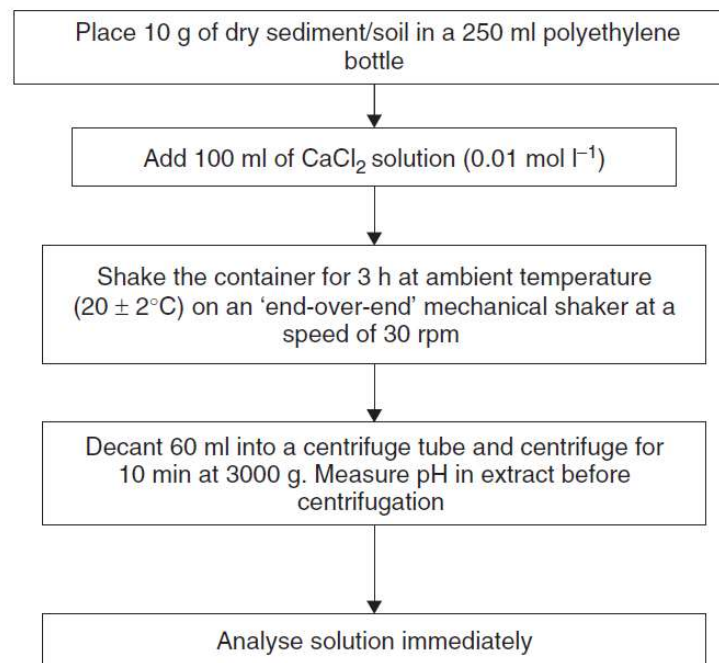 Place 10 g of dry sediment/soil in a 250 ml polyethylene
bottle
Add 100 ml of CaCl₂ solution (0.01 mol l⁻¹)
Shake the container for 3 h at ambient temperature
(20 ± 2°C) on an ‘end-over-end’ mechanical shaker at a
speed of 30 rpm
Decant 60 ml into a centrifuge tube and centrifuge for
10 min at 3000 g. Measure pH in extract before
centrifugation
Analyse solution immediately